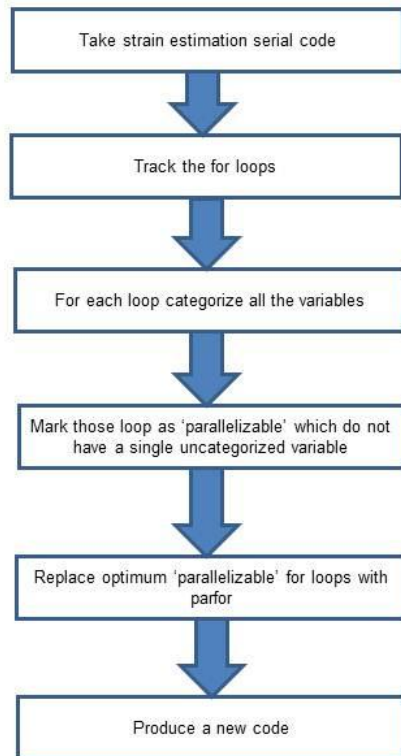 Take strain estimation serial code
Track the for loops
For each loop categorize all the variables
Mark those loop as ‘parallelizable’ which do not
have a single uncategorized variable
Replace optimum ‘parallelizable’ for loops with
parfor
Produce a new code